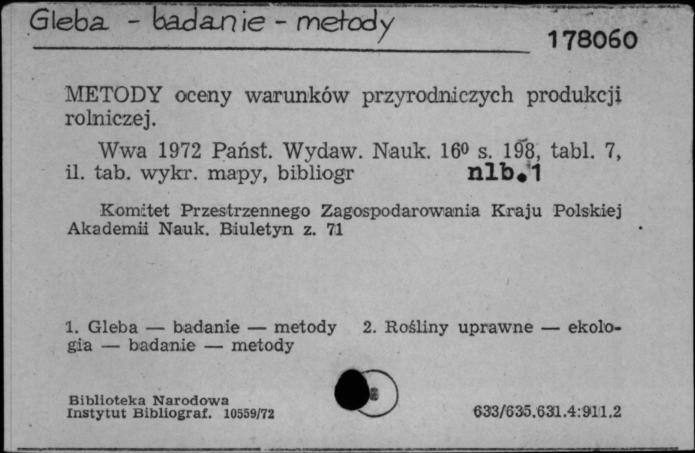 Gleba - badanie - metody
178060
METODY oceny warunków przyrodniczych produkcji
rolniczej.
Wwa 1972 Państ. Wydaw. Nauk. 16⁰ s. 198, tabl. 7,
il. tab. wykr. mapy, bibliogr nlb.1
Komitet Przestrzennego Zagospodarowania Kraju Polskiej
Akademii Nauk. Biuletyn z. 71
1. Gleba — badanie — metody 2. Rośliny uprawne — ekolo-
gia — badanie — metody
Biblioteka Narodowa
Instytut Bibliograf. 10559/72
633/635.631.4:911.2